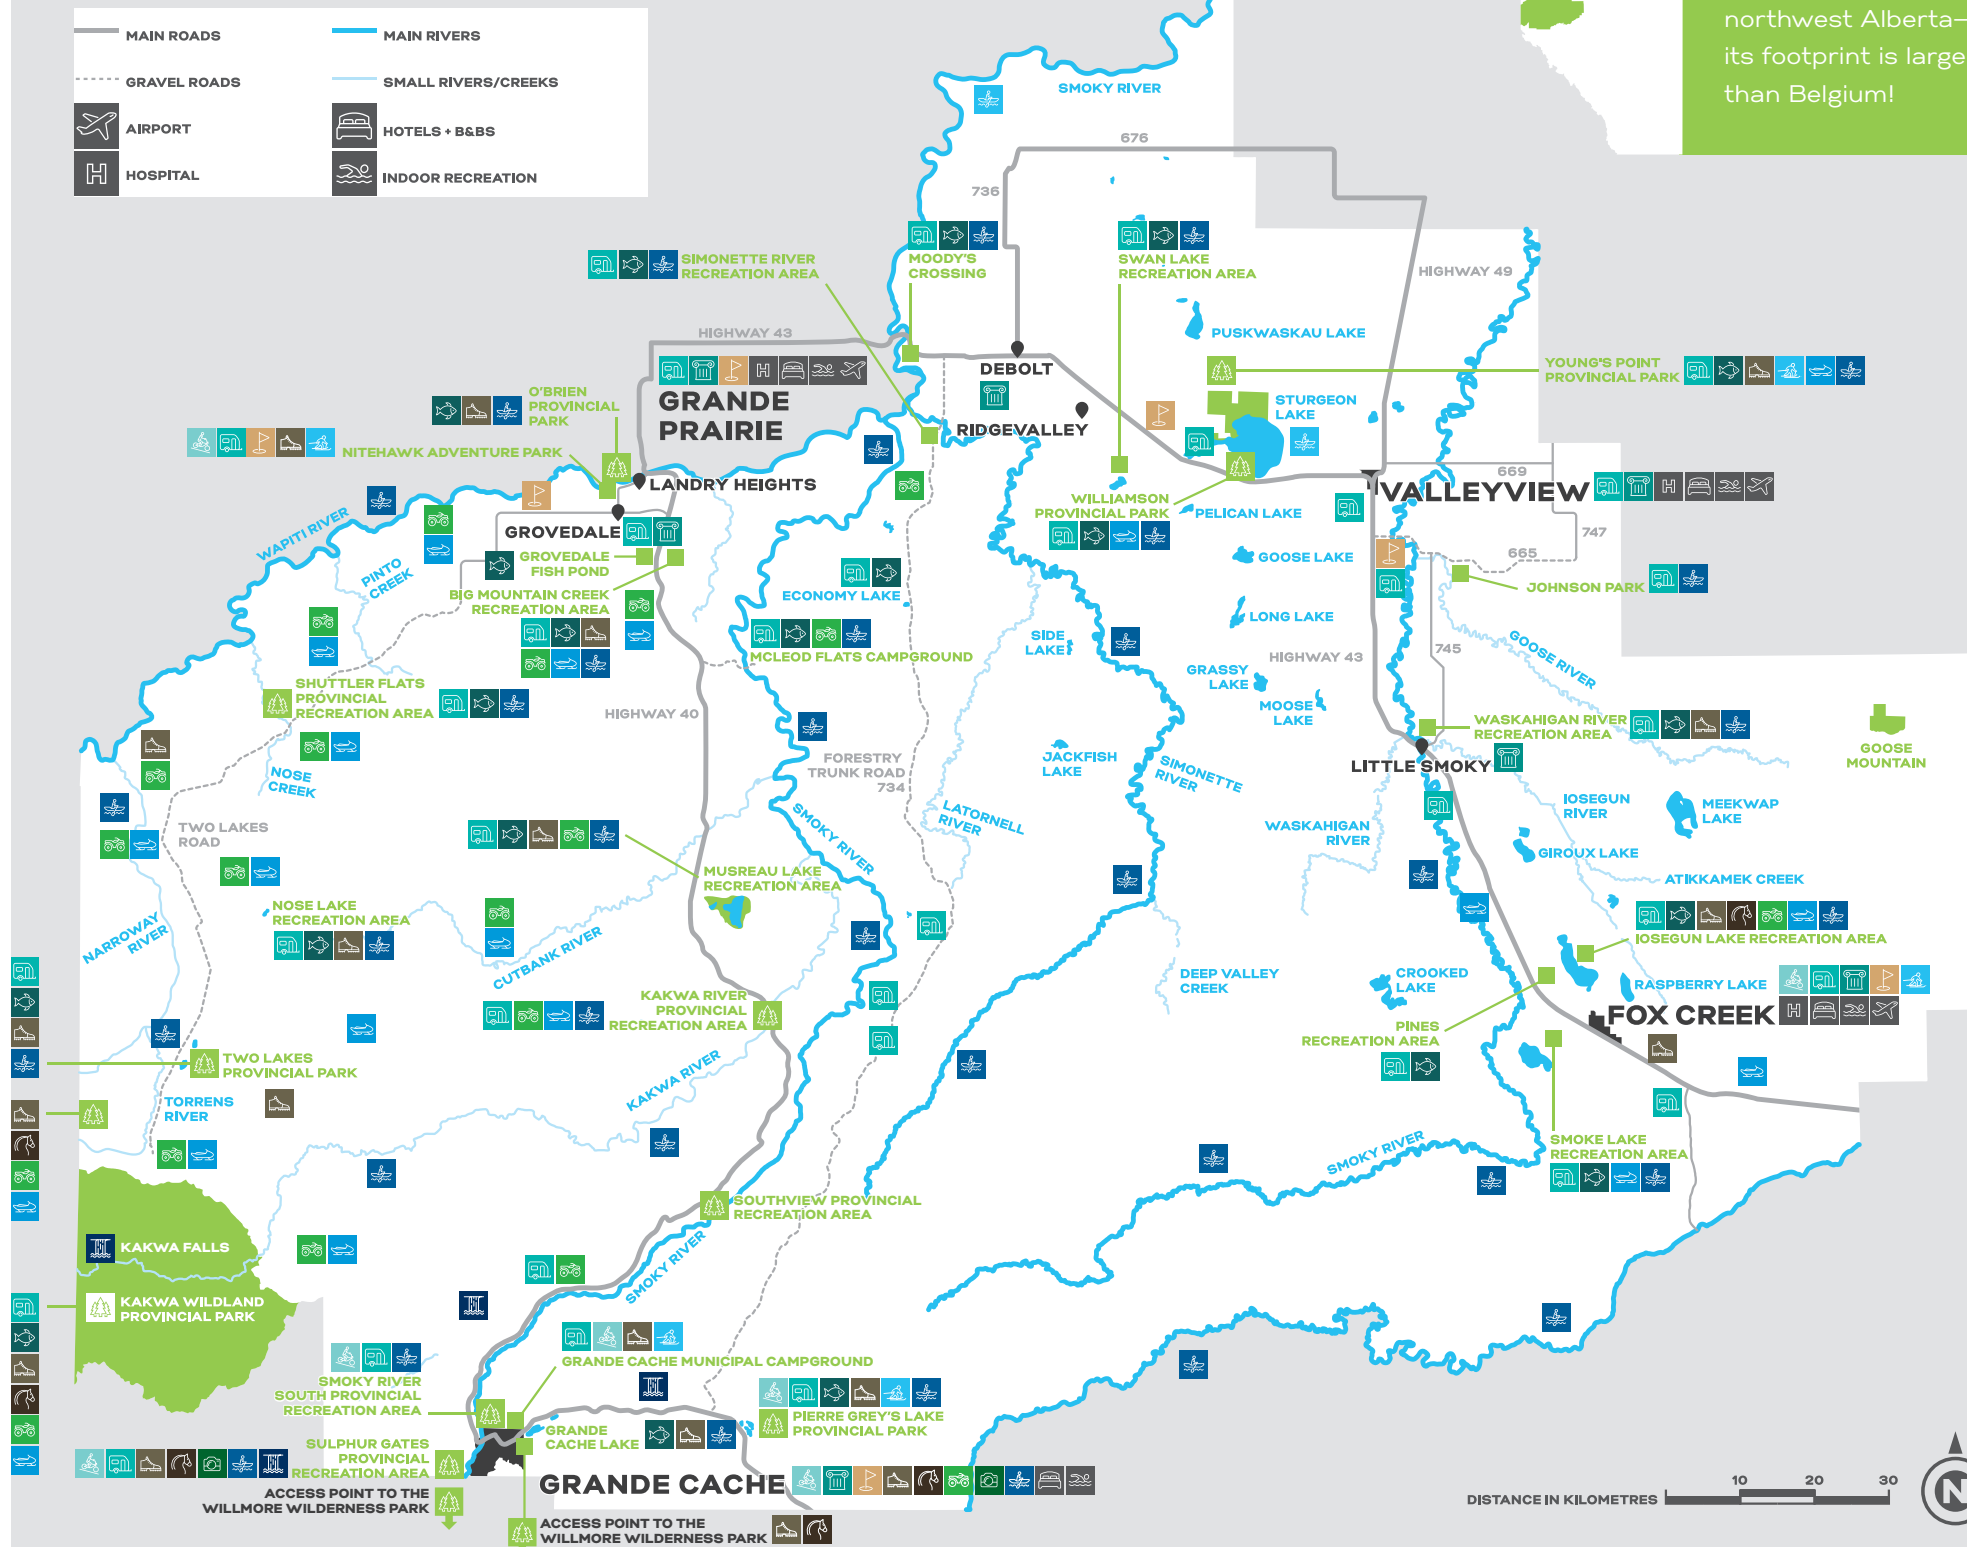 MAIN ROADS
MAIN RIVERS
GRAVEL ROADS
SMALL RIVERS/CREEKS
AIRPORT
HOTELS + B&BS
H
HOSPITAL
INDOOR RECREATION
northwest Alberta—
its footprint is large
than Belgium!
SMOKY RIVER
676
736
HIGHWAY 49
SIMONETTE RIVER
RECREATION AREA
MOODY'S
CROSSING
SWAN LAKE
RECREATION AREA
HIGHWAY 43
PUSKWASKAU LAKE
DEBOLT
YOUNG'S POINT
PROVINCIAL PARK
H
GRANDE
PRAIRIE
O'BRIEN
PROVINCIAL
PARK
STURGEON
LAKE
RIDGEVALLEY
NITEHAWK ADVENTURE PARK
LANDRY HEIGHTS
669
VALLEYVIEW
H
WILLIAMSON
PROVINCIAL PARK
PELICAN LAKE
WAPITI RIVER
GROVEDALE
747
GROVEDALE
FISH POND
GOOSE LAKE
665
PINTO
CREEK
BIG MOUNTAIN CREEK
RECREATION AREA
ECONOMY LAKE
JOHNSON PARK
LONG LAKE
SIDE
LAKE
MCLEOD FLATS CAMPGROUND
HIGHWAY 43
745
GOOSE RIVER
GRASSY
LAKE
SHUTTLER FLATS
PROVINCIAL
RECREATION AREA
HIGHWAY 40
MOOSE
LAKE
WASKAHIGAN RIVER
RECREATION AREA
GOOSE
MOUNTAIN
NOSE
CREEK
FORESTRY
TRUNK ROAD
734
JACKFISH
LAKE
SIMONETTE
RIVER
LITTLE SMOKY
TWO LAKES
ROAD
SMOKY RIVER
LATORNELL
RIVER
WASKAHIGAN
RIVER
IOSEGUN
RIVER
MEEKWAP
LAKE
GIROUX LAKE
MUSREAU LAKE
RECREATION AREA
ATIKKAMEK CREEK
NOSE LAKE
RECREATION AREA
NARROWAY
RIVER
CUTBANK RIVER
IOSEGUN LAKE RECREATION AREA
DEEP VALLEY
CREEK
CROOKED
LAKE
RASPBERRY LAKE
KAKWA RIVER
PROVINCIAL
RECREATION AREA
FOX CREEK
H
PINES
RECREATION AREA
TWO LAKES
PROVINCIAL PARK
KAKWA RIVER
TORRENS
RIVER
SMOKY RIVER
SMOKE LAKE
RECREATION AREA
SOUTHVIEW PROVINCIAL
RECREATION AREA
KAKWA FALLS
SMOKY RIVER
KAKWA WILDLAND
PROVINCIAL PARK
GRANDE CACHE MUNICIPAL CAMPGROUND
SMOKY RIVER
SOUTH PROVINCIAL
RECREATION AREA
PIERRE GREY'S LAKE
PROVINCIAL PARK
GRANDE
CACHE LAKE
SULPHUR GATES
PROVINCIAL
RECREATION AREA
GRANDE CACHE
ACCESS POINT TO THE
WILLMORE WILDERNESS PARK
ACCESS POINT TO THE
WILLMORE WILDERNESS PARK
10 20 30
DISTANCE IN KILOMETRES
N